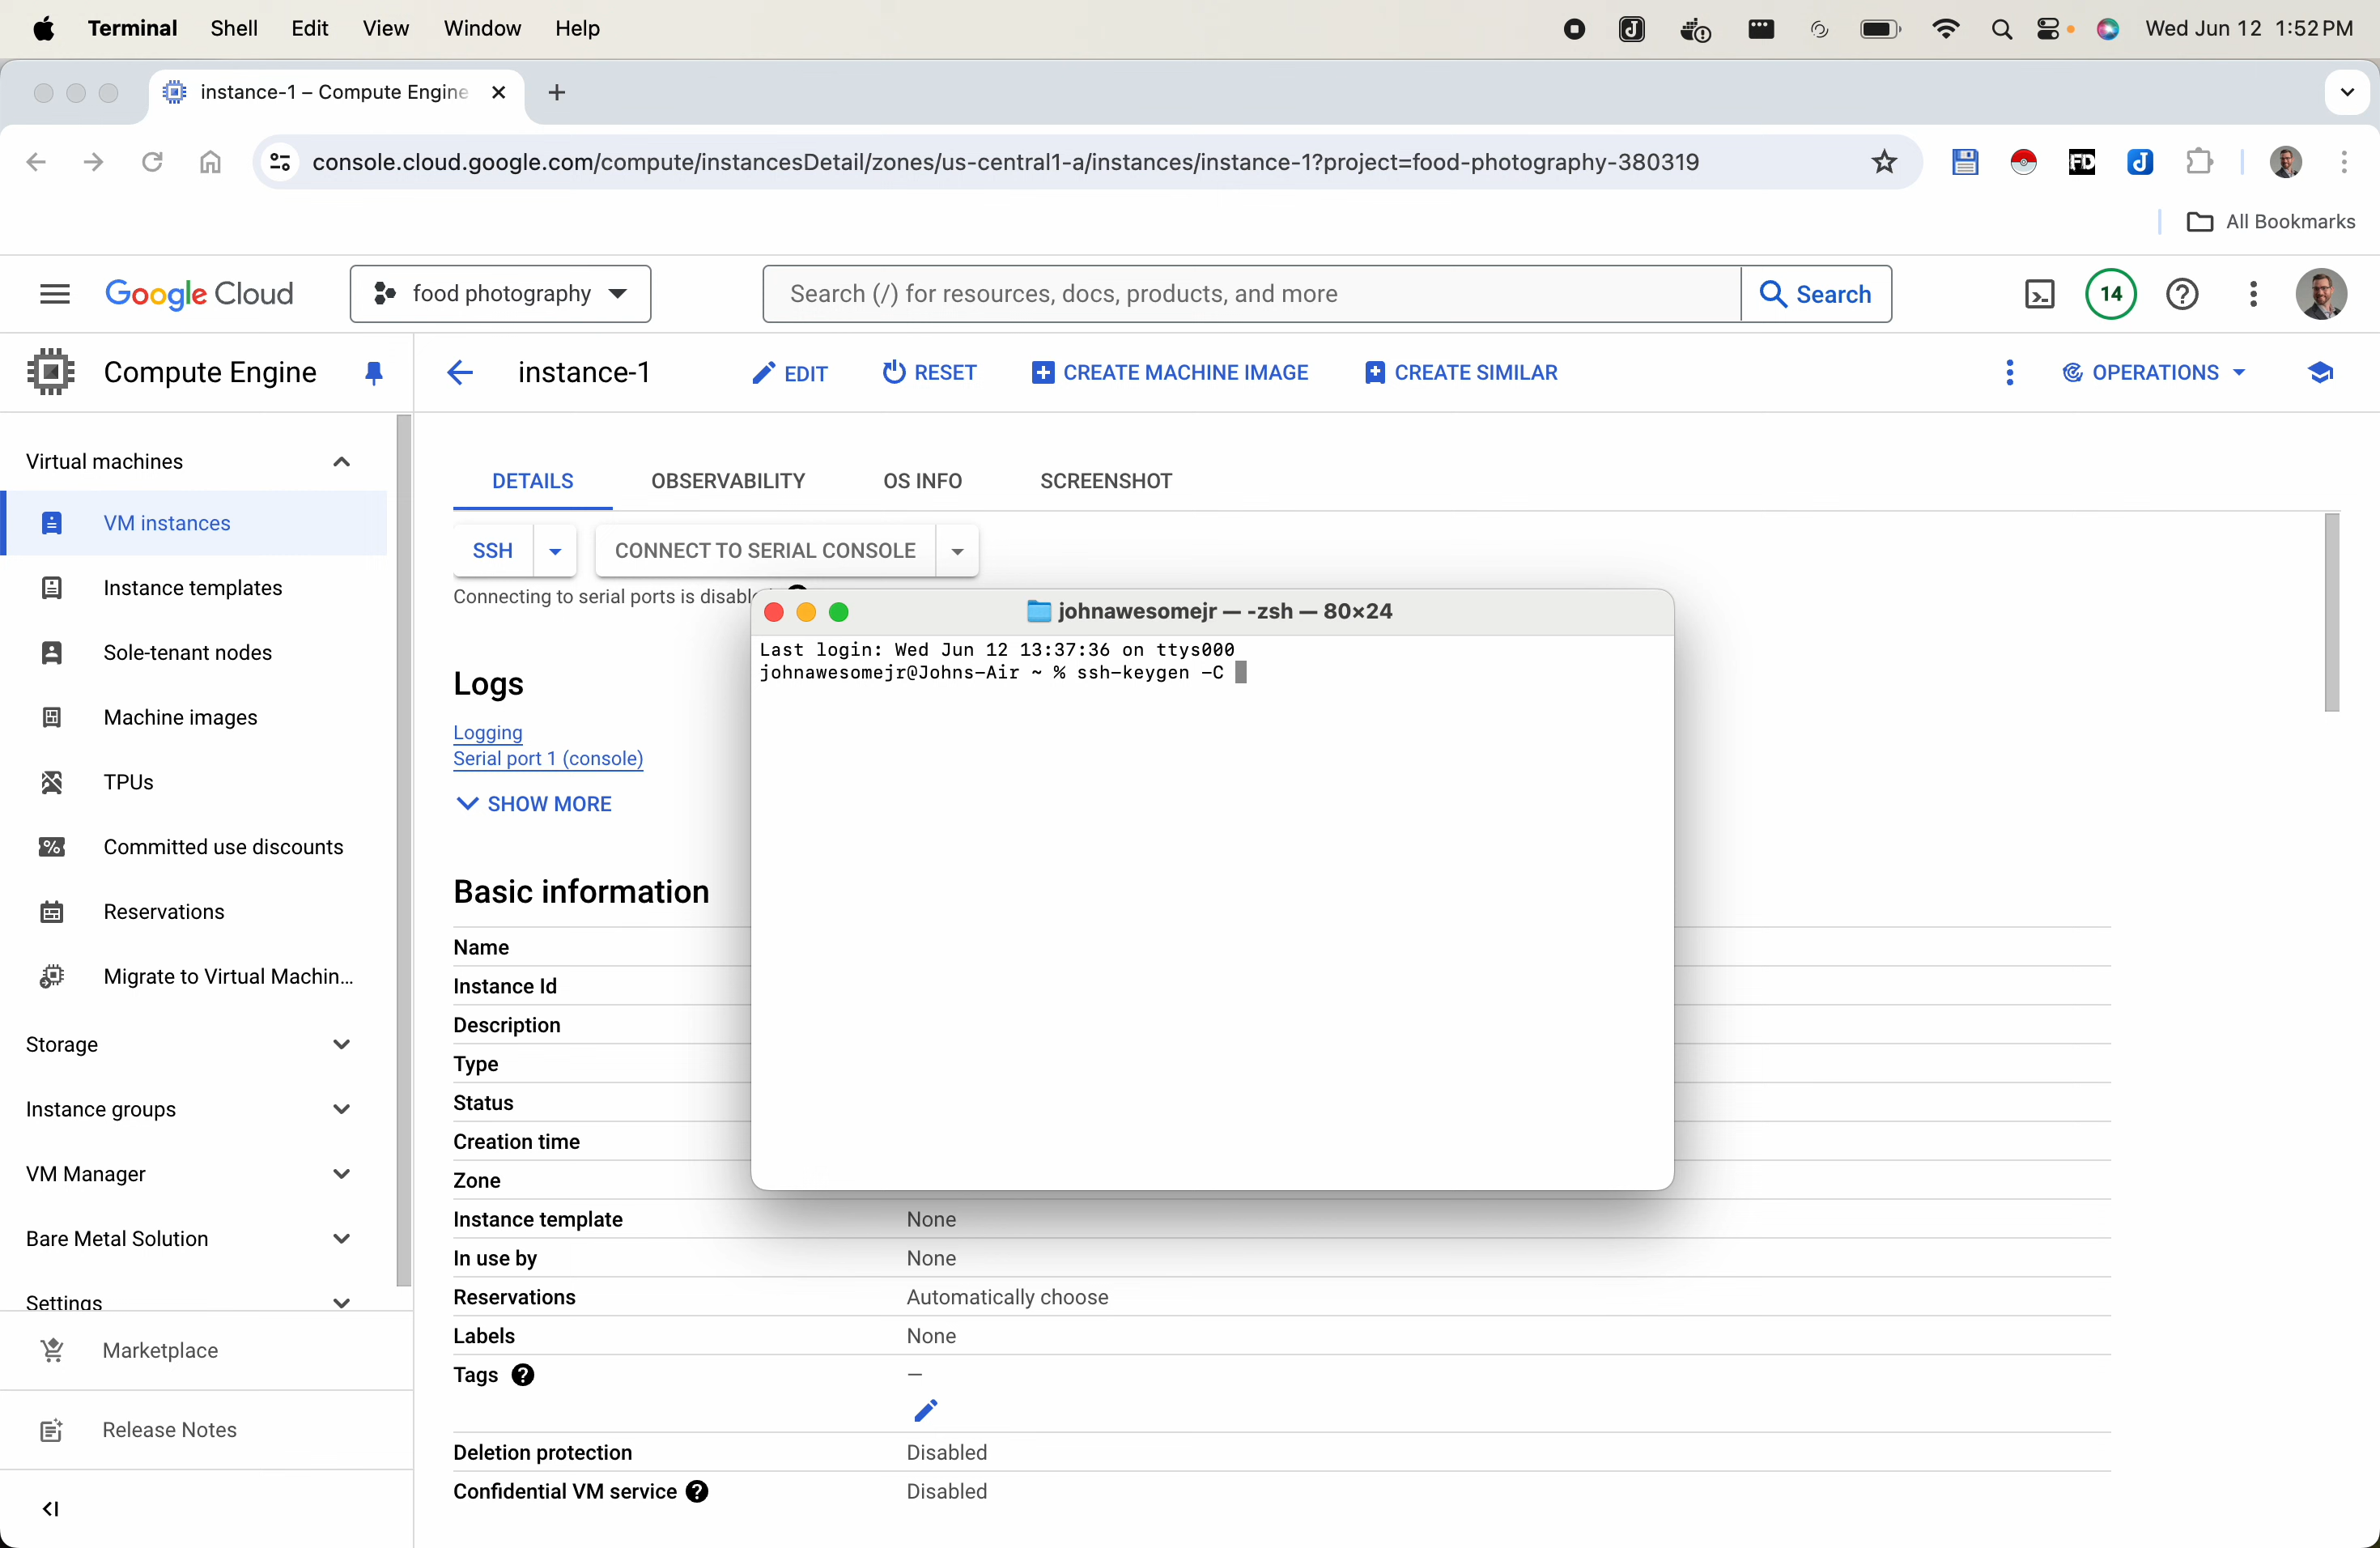 Terminal Shell Edit View Window Help
Wed Jun 12 1:52 PM
instance-1 – Compute Engine
console.cloud.google.com/compute/instancesDetail/zones/us-central1-a/instances/instance-1?project=food-photography-380319
FD
All Bookmarks
Google Cloud
food photography
Search (/) for resources, docs, products, and more
Search
14
Compute Engine
instance-1
EDIT
RESET
CREATE MACHINE IMAGE
CREATE SIMILAR
OPERATIONS
Virtual machines
VM instances
Instance templates
Sole-tenant nodes
Machine images
TPUs
Committed use discounts
Reservations
Migrate to Virtual Machin...
Storage
Instance groups
VM Manager
Bare Metal Solution
Settings
Marketplace
Release Notes
DETAILS
OBSERVABILITY
OS INFO
SCREENSHOT
SSH
CONNECT TO SERIAL CONSOLE
Connecting to serial ports is
Logs
Logging
Serial port 1 (console)
SHOW MORE
Basic information
Name
Instance Id
Description
Type
Status
Creation time
Zone
Instance template None
In use by None
Reservations Automatically choose
Labels None
Tags –
Deletion protection Disabled
Confidential VM service Disabled
johnawesomejr — -zsh — 80×24
Last login: Wed Jun 12 13:37:36 on ttys000
johnawesomejr@Johns-Air ~ % ssh-keygen -C